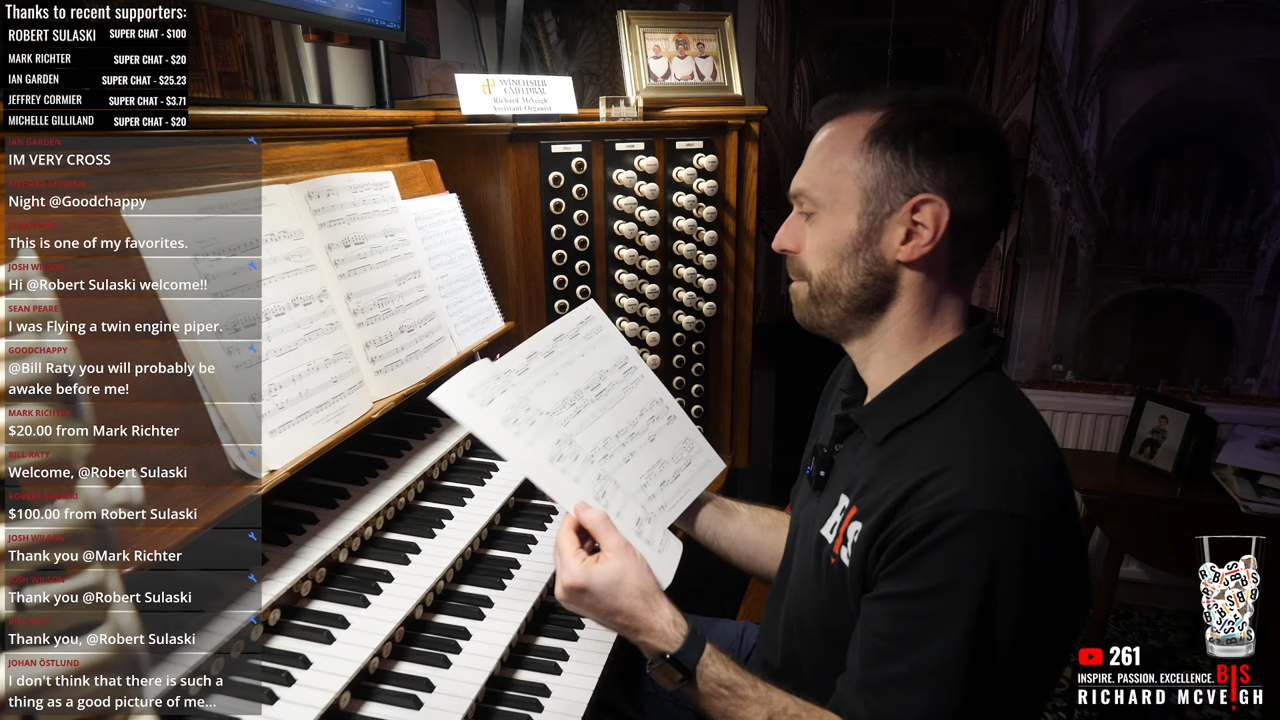 Thanks to recent supporters:
ROBERT SULASKI SUPER CHAT - $100
MARK RICHTER SUPER CHAT - $20
IAN GARDEN SUPER CHAT - $25.23
JEFFREY CORMIER SUPER CHAT - $3.71
MICHELLE GILLILAND SUPER CHAT - $20
IAN GARDEN
IM VERY CROSS
Night @Goodchappy
This is one of my favorites.
JOSH WILSON
Hi @Robert Sulaski welcome!!
SEAN PEARE
I was Flying a twin engine piper.
GOODCHAPPY
@Bill Raty you will probably be
awake before me!
MARK RICHTER
$20.00 from Mark Richter
BILL RATY
Welcome, @Robert Sulaski
ROBERT SULASKI
$100.00 from Robert Sulaski
JOSH WILSON
Thank you @Mark Richter
JOSH WILSON
Thank you @Robert Sulaski
BILL RATY
Thank you, @Robert Sulaski
JOHAN ÖSTLUND
I don't think that there is such a
thing as a good picture of me...
WINCHESTER
CATHEDRAL
Richard McVeigh
Assistant Organist
B!S
261
INSPIRE. PASSION. EXCELLENCE. B!S
RICHARD MCVE!GH